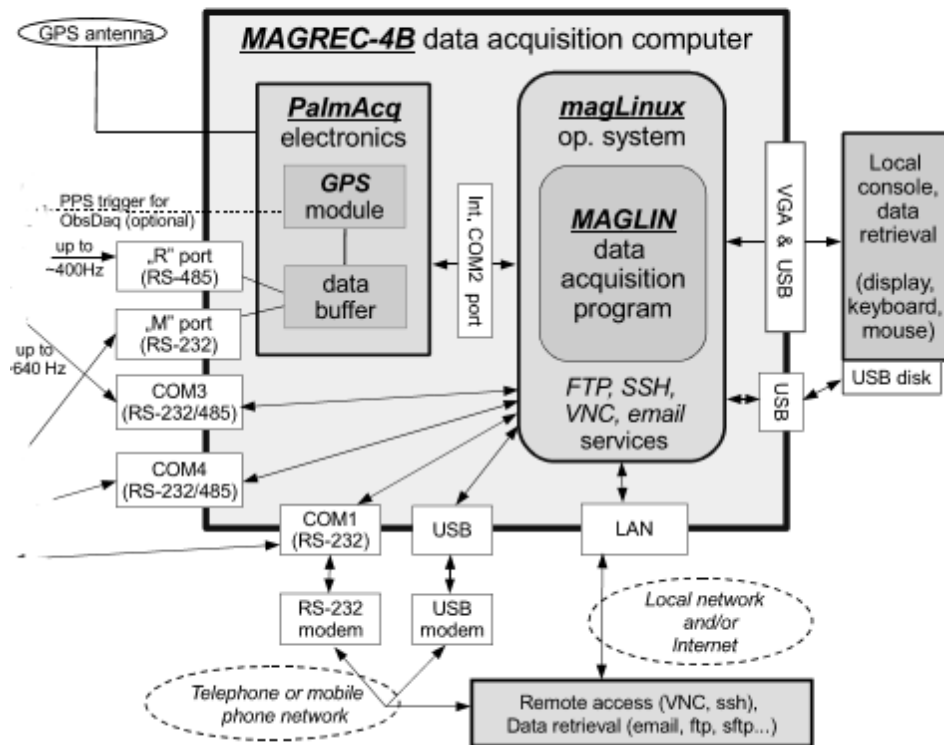 GPS antenna
MAGREC-4B data acquisition computer
PalmAcq
electronics
GPS
module
data
buffer
PPS trigger for
ObsDaq (optional)
up to
~400Hz
„R" port
(RS-485)
„M" port
(RS-232)
up to
~640 Hz
COM3
(RS-232/485)
COM4
(RS-232/485)
Int, COM2 port
magLinux
op. system
MAGLIN
data
acquisition
program
FTP, SSH,
VNC, email
services
VGA & USB
Local
console,
data
retrieval
(display,
keyboard,
mouse)
USB disk
USB
COM1
(RS-232)
USB
LAN
RS-232
modem
USB
modem
Local network
and/or
Internet
Telephone or mobile
phone network
Remote access (VNC, ssh),
Data retrieval (email, ftp, sftp...)